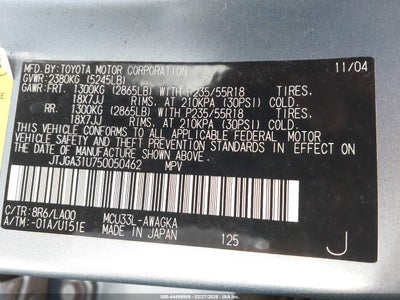 MFD.BY:TOYOTA MOTOR CORPORATION 11/04
GVWR:2380KG (5245LB)
GAWR:FRT. 1300KG (2865LB)WITH P235/55R18 TIRES,
18X7JJ RIMS, AT 210KPA (30PSI) COLD.
RR. 1300KG (2865LB)WITH P235/55R18 TIRES,
18X7JJ RIMS, AT 210KPA (30PSI) COLD.
THIS VEHICLE CONFORMS TO ALL APPLICABLE FEDERAL MOTOR
VEHICLE SAFETY AND BUMPER STANDARDS IN EFFECT ON
THE DATE OF MANUFACTURE SHOWN ABOVE.
JTJGA31U750050462 MPV
C/TR:8R6/LA00 MCU33L-AWAGKA
A/TM:-01A/U151E MADE IN JAPAN 125 J